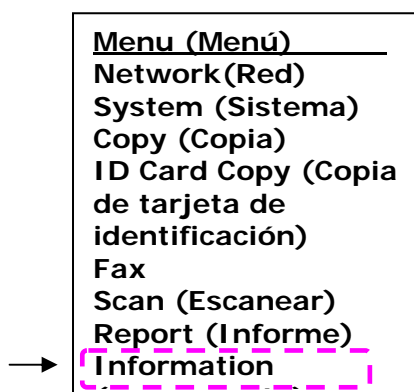 Menu (Menú)
Network(Red)
System (Sistema)
Copy (Copia)
ID Card Copy (Copia
de tarjeta de
identificación)
Fax
Scan (Escanear)
Report (Informe)
Information